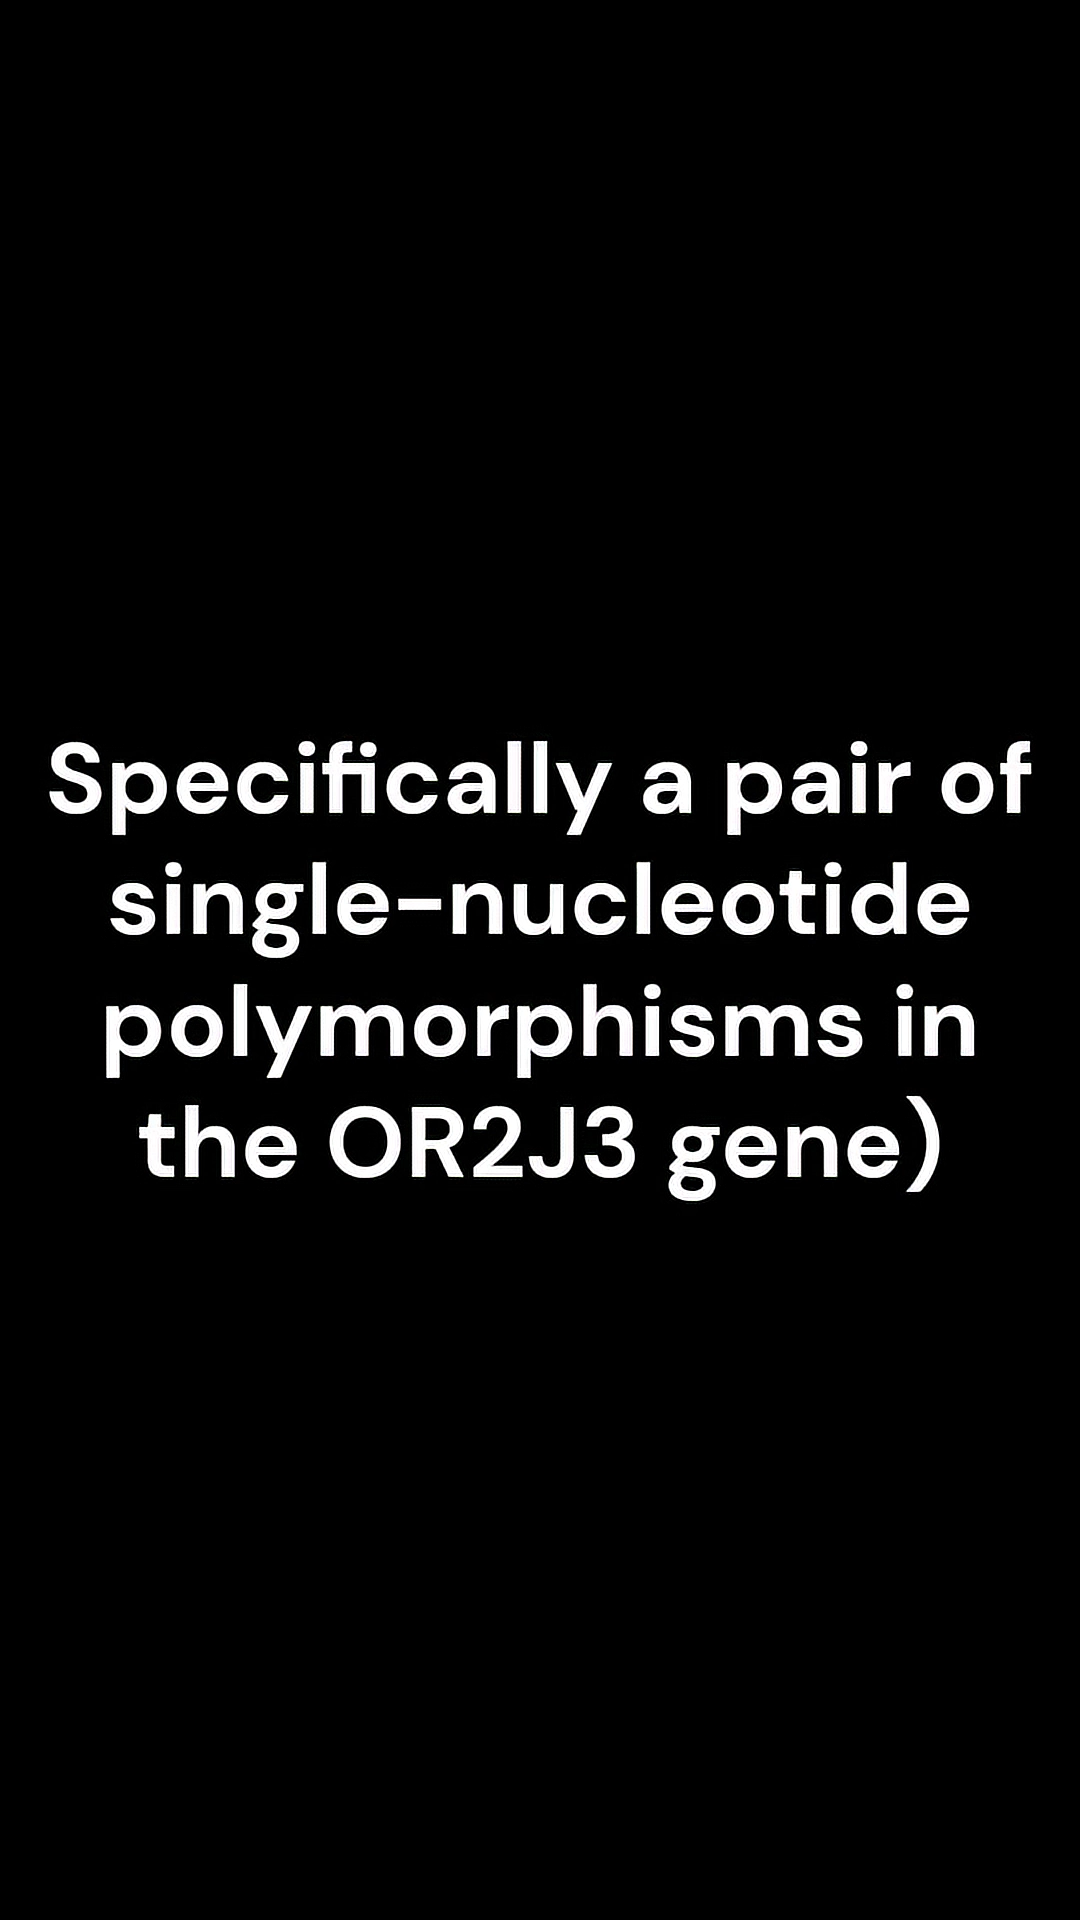 Specifically a pair of
single-nucleotide
polymorphisms in
the OR2J3 gene)